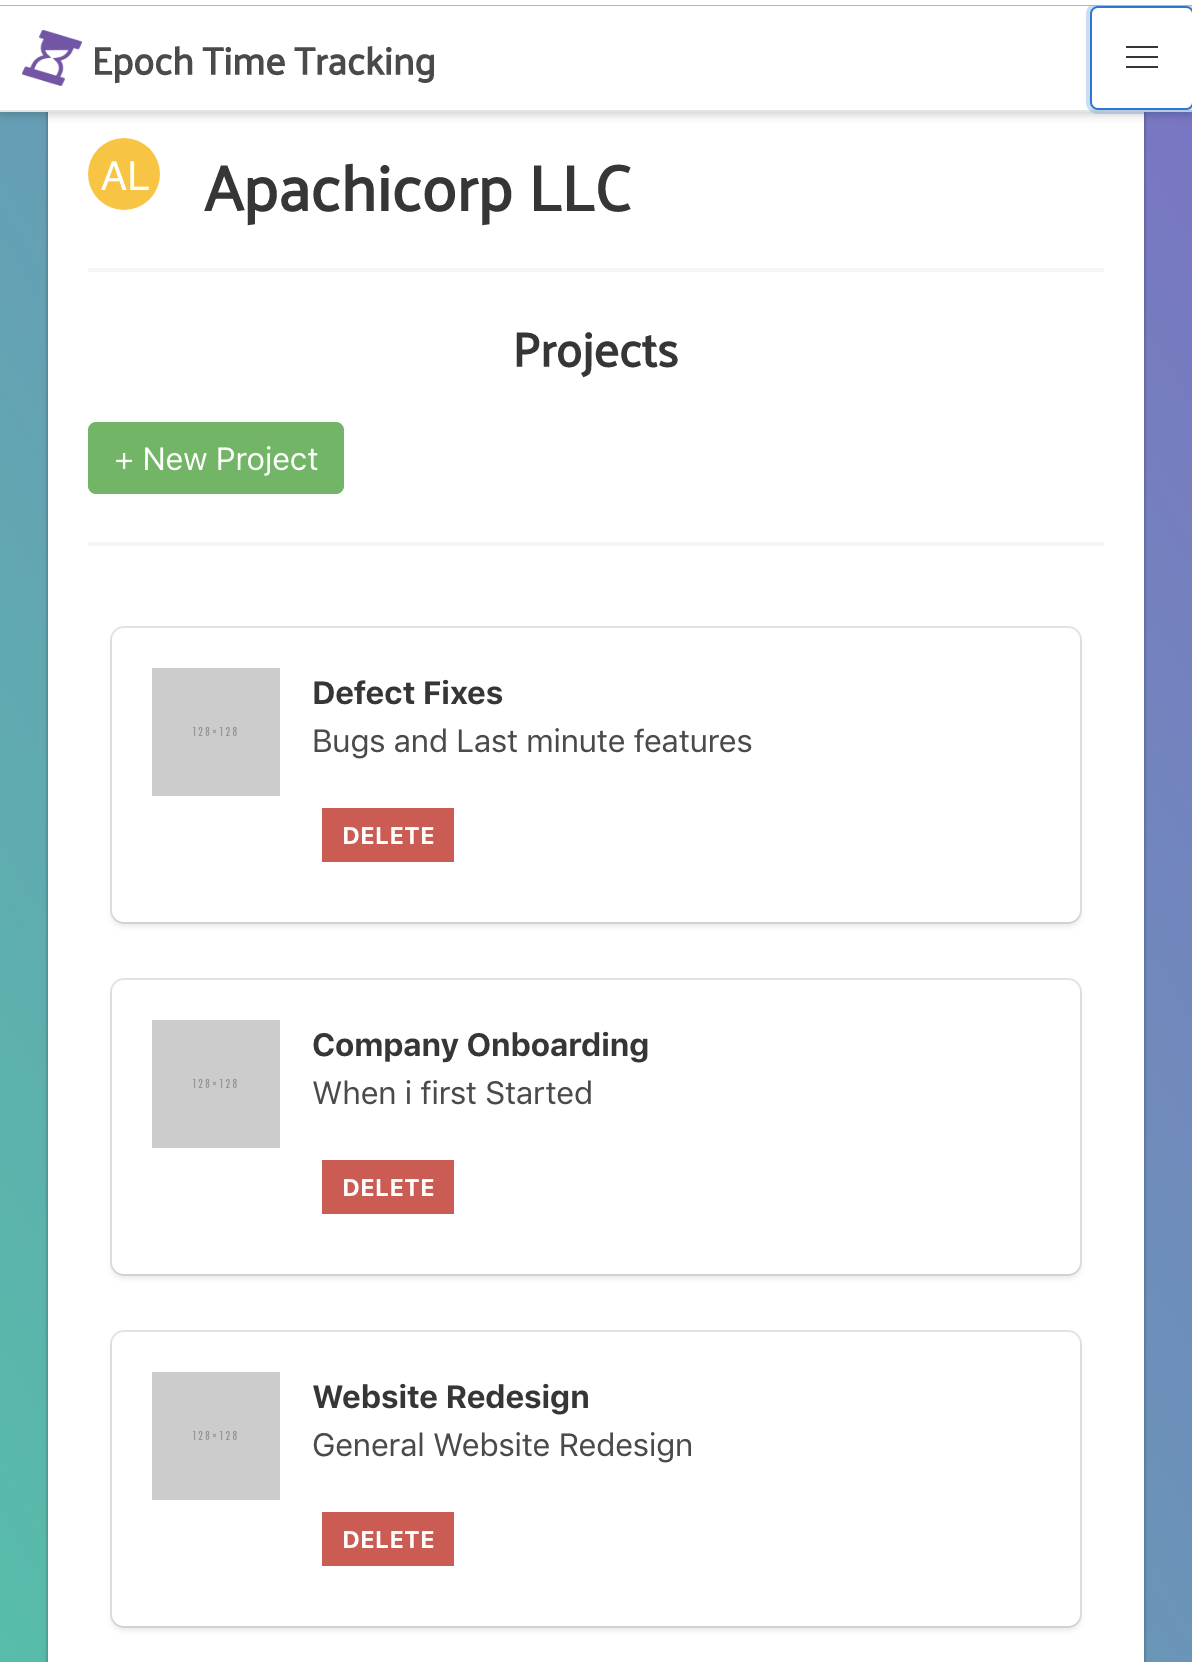 Epoch Time Tracking
AL
Apachicorp LLC
Projects
+ New Project
128×128
Defect Fixes
Bugs and Last minute features
DELETE
128×128
Company Onboarding
When i first Started
DELETE
128×128
Website Redesign
General Website Redesign
DELETE